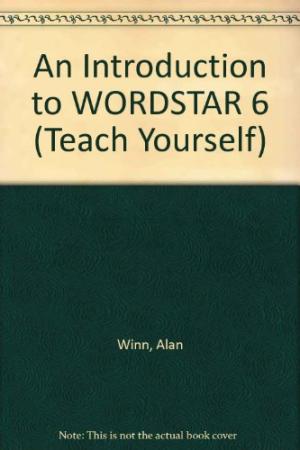 An Introduction
to WORDSTAR 6
(Teach Yourself)
Winn, Alan
Note: This is not the actual book cover